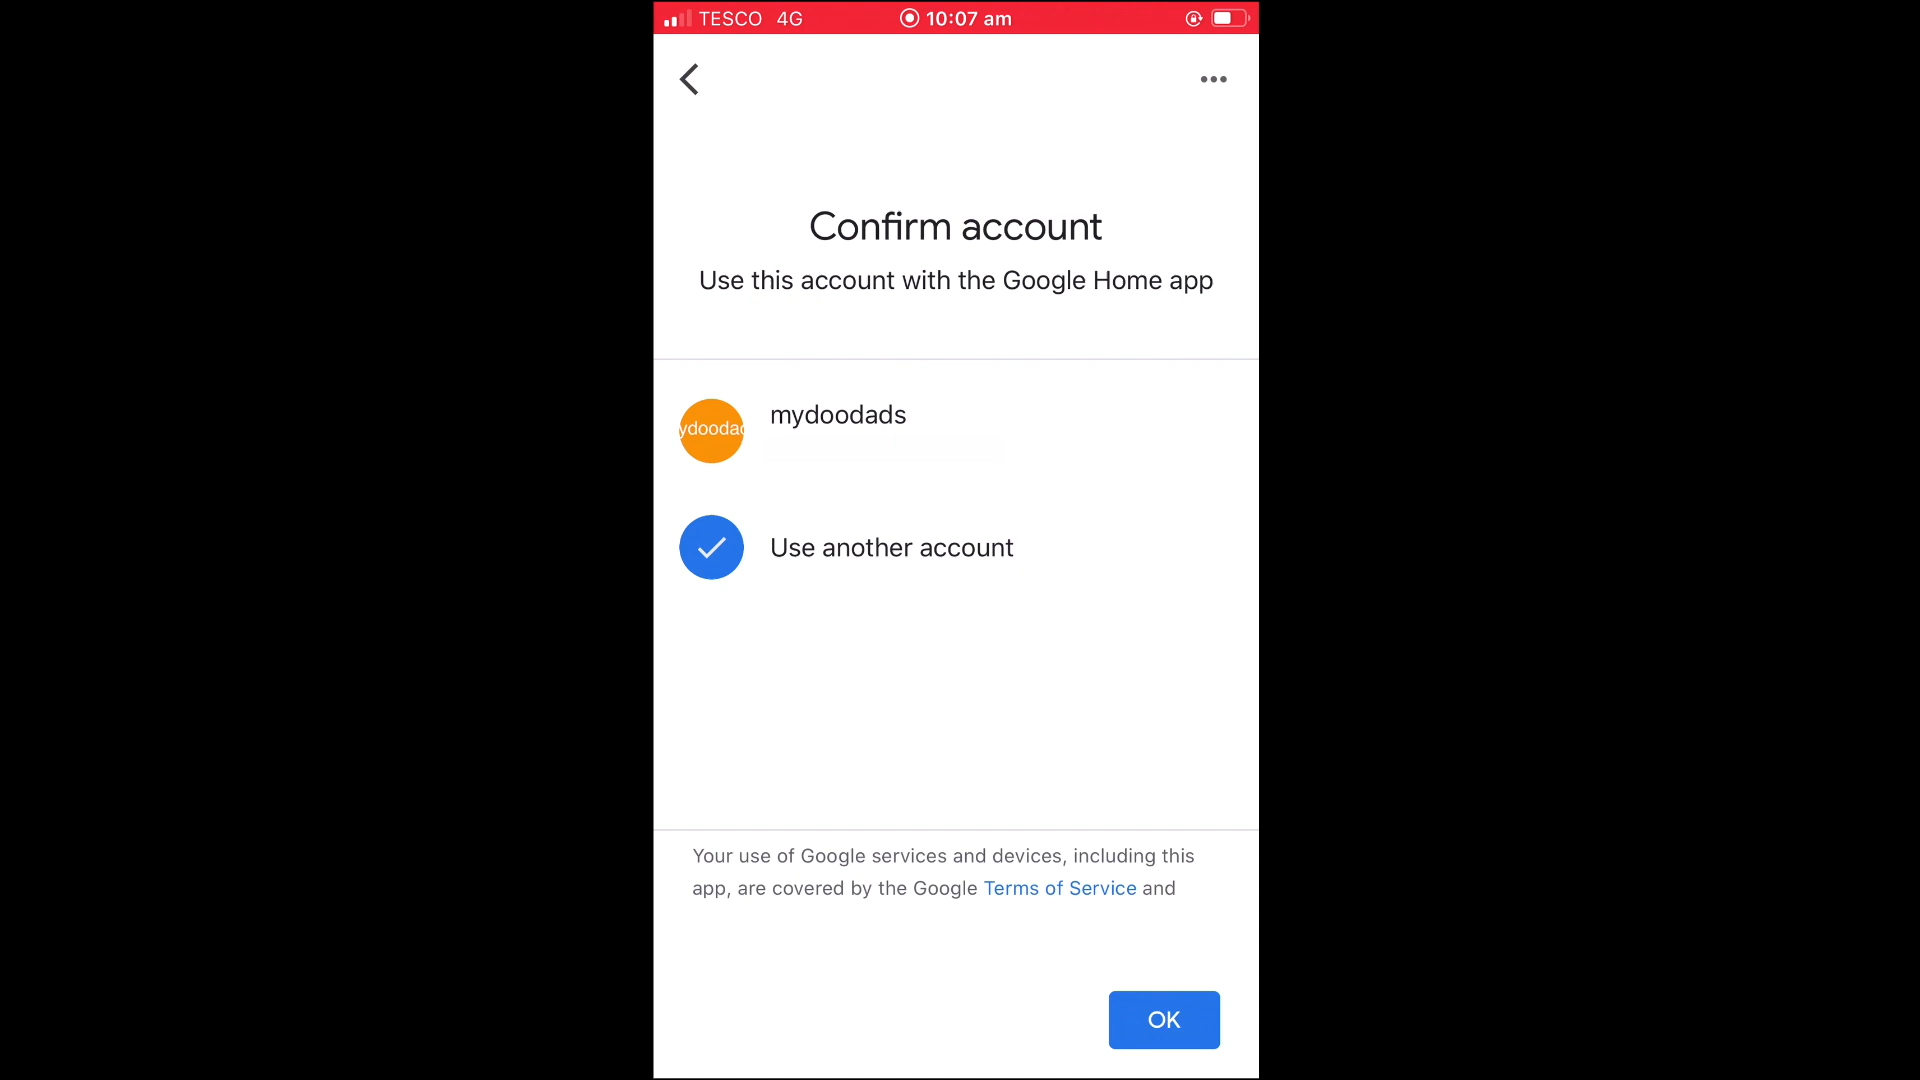 TESCO 4G 10:07 am
Confirm account
Use this account with the Google Home app
ydoodad
mydoodads
Use another account
Your use of Google services and devices, including this
app, are covered by the Google Terms of Service and
OK